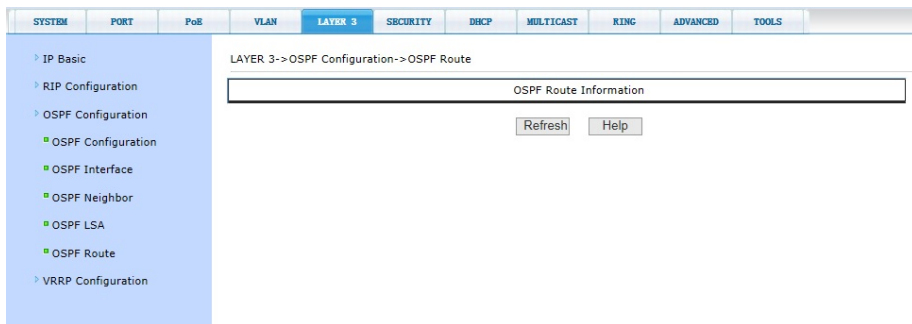 SYSTEM PORT PoE VLAN LAYER 3 SECURITY DHCP MULTICAST RING ADVANCED TOOLS
IP Basic
RIP Configuration
OSPF Configuration
OSPF Configuration
OSPF Interface
OSPF Neighbor
OSPF LSA
OSPF Route
VRRP Configuration
LAYER 3->OSPF Configuration->OSPF Route
OSPF Route Information
Refresh Help